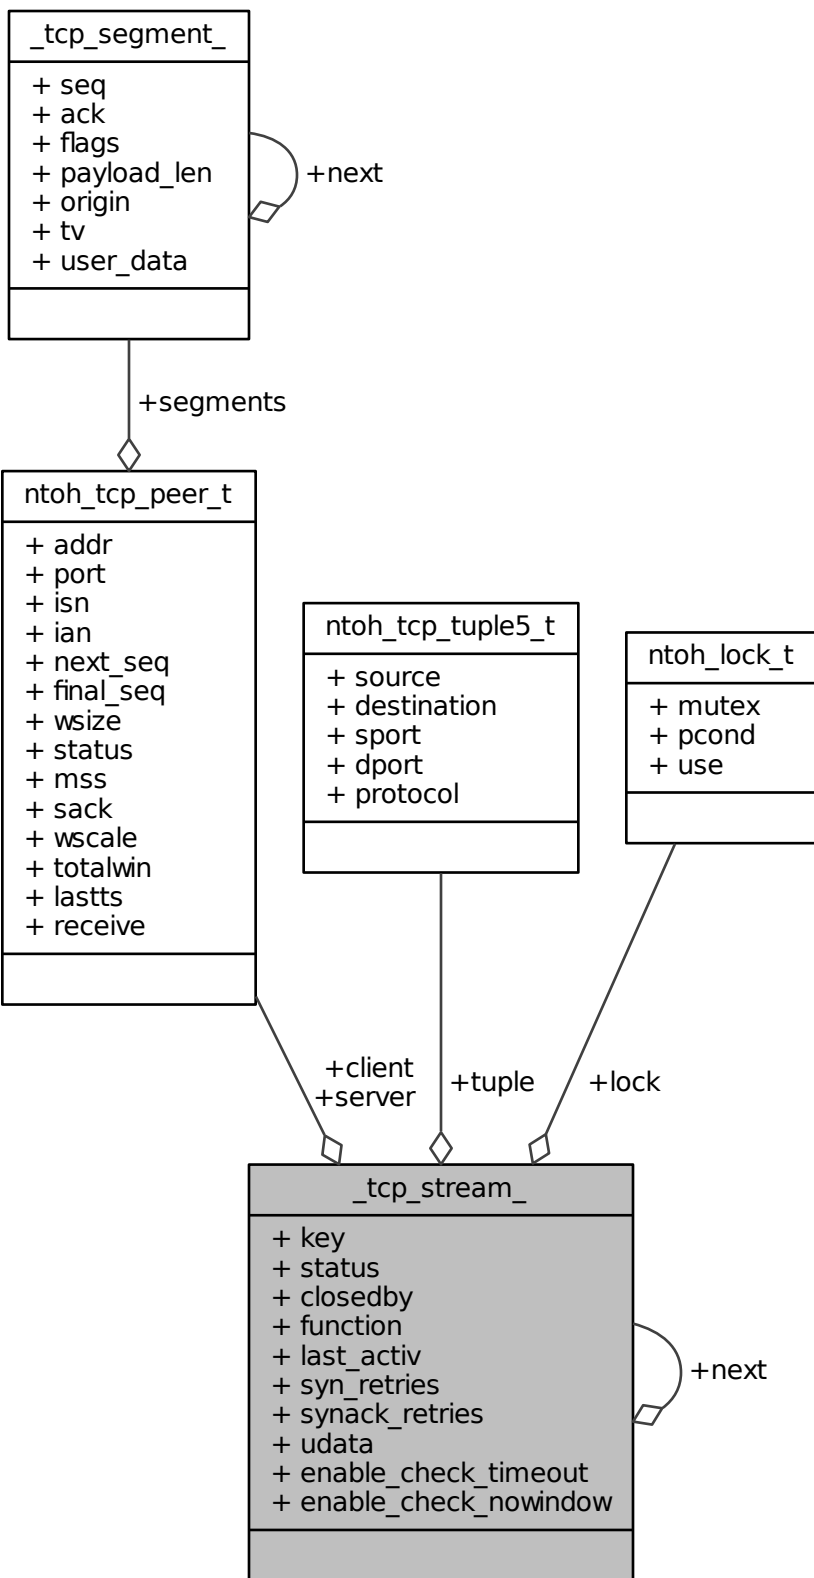 _tcp_segment_
+ seq
+ ack
+ flags
+ payload_len
+ origin
+ tv
+ user_data
+next
+segments
ntoh_tcp_peer_t
+ addr
+ port
+ isn
+ ian
+ next_seq
+ final_seq
+ wsize
+ status
+ mss
+ sack
+ wscale
+ totalwin
+ lastts
+ receive
ntoh_tcp_tuple5_t
+ source
+ destination
+ sport
+ dport
+ protocol
ntoh_lock_t
+ mutex
+ pcond
+ use
+client
+server
+tuple
+lock
_tcp_stream_
+ key
+ status
+ closedby
+ function
+ last_activ
+ syn_retries
+ synack_retries
+ udata
+ enable_check_timeout
+ enable_check_nowindow
+next